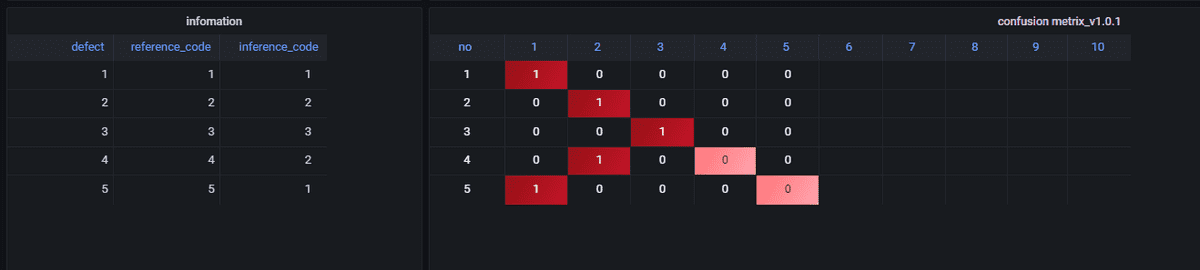 infomation
defect reference_code inference_code
1 1 1
2 2 2
3 3 3
4 4 2
5 5 1
confusion metrix_v1.0.1
no 1 2 3 4 5 6 7 8 9 10
1 1 0 0 0 0
2 0 1 0 0 0
3 0 0 1 0 0
4 0 1 0 0 0
5 1 0 0 0 0